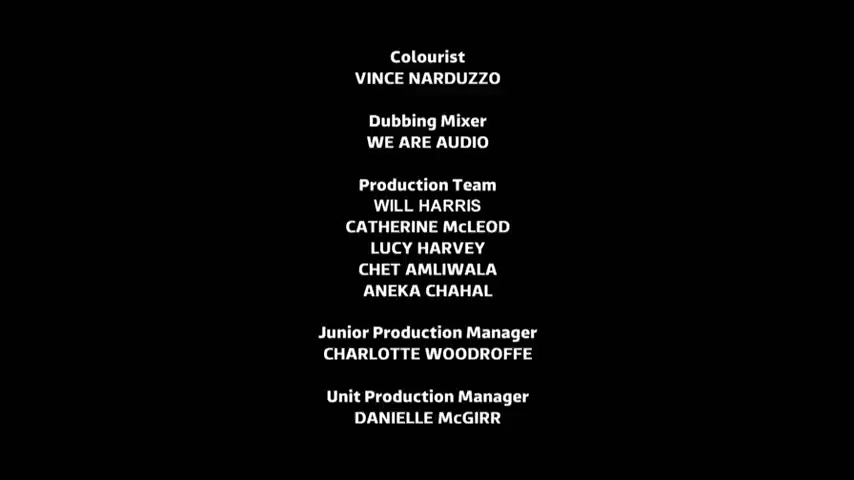 Colourist
VINCE NARDUZZO
Dubbing Mixer
WE ARE AUDIO
Production Team
WILL HARRIS
CATHERINE McLEOD
LUCY HARVEY
CHET AMLIWALA
ANEKA CHAHAL
Junior Production Manager
CHARLOTTE WOODROFFE
Unit Production Manager
DANIELLE McGIRR